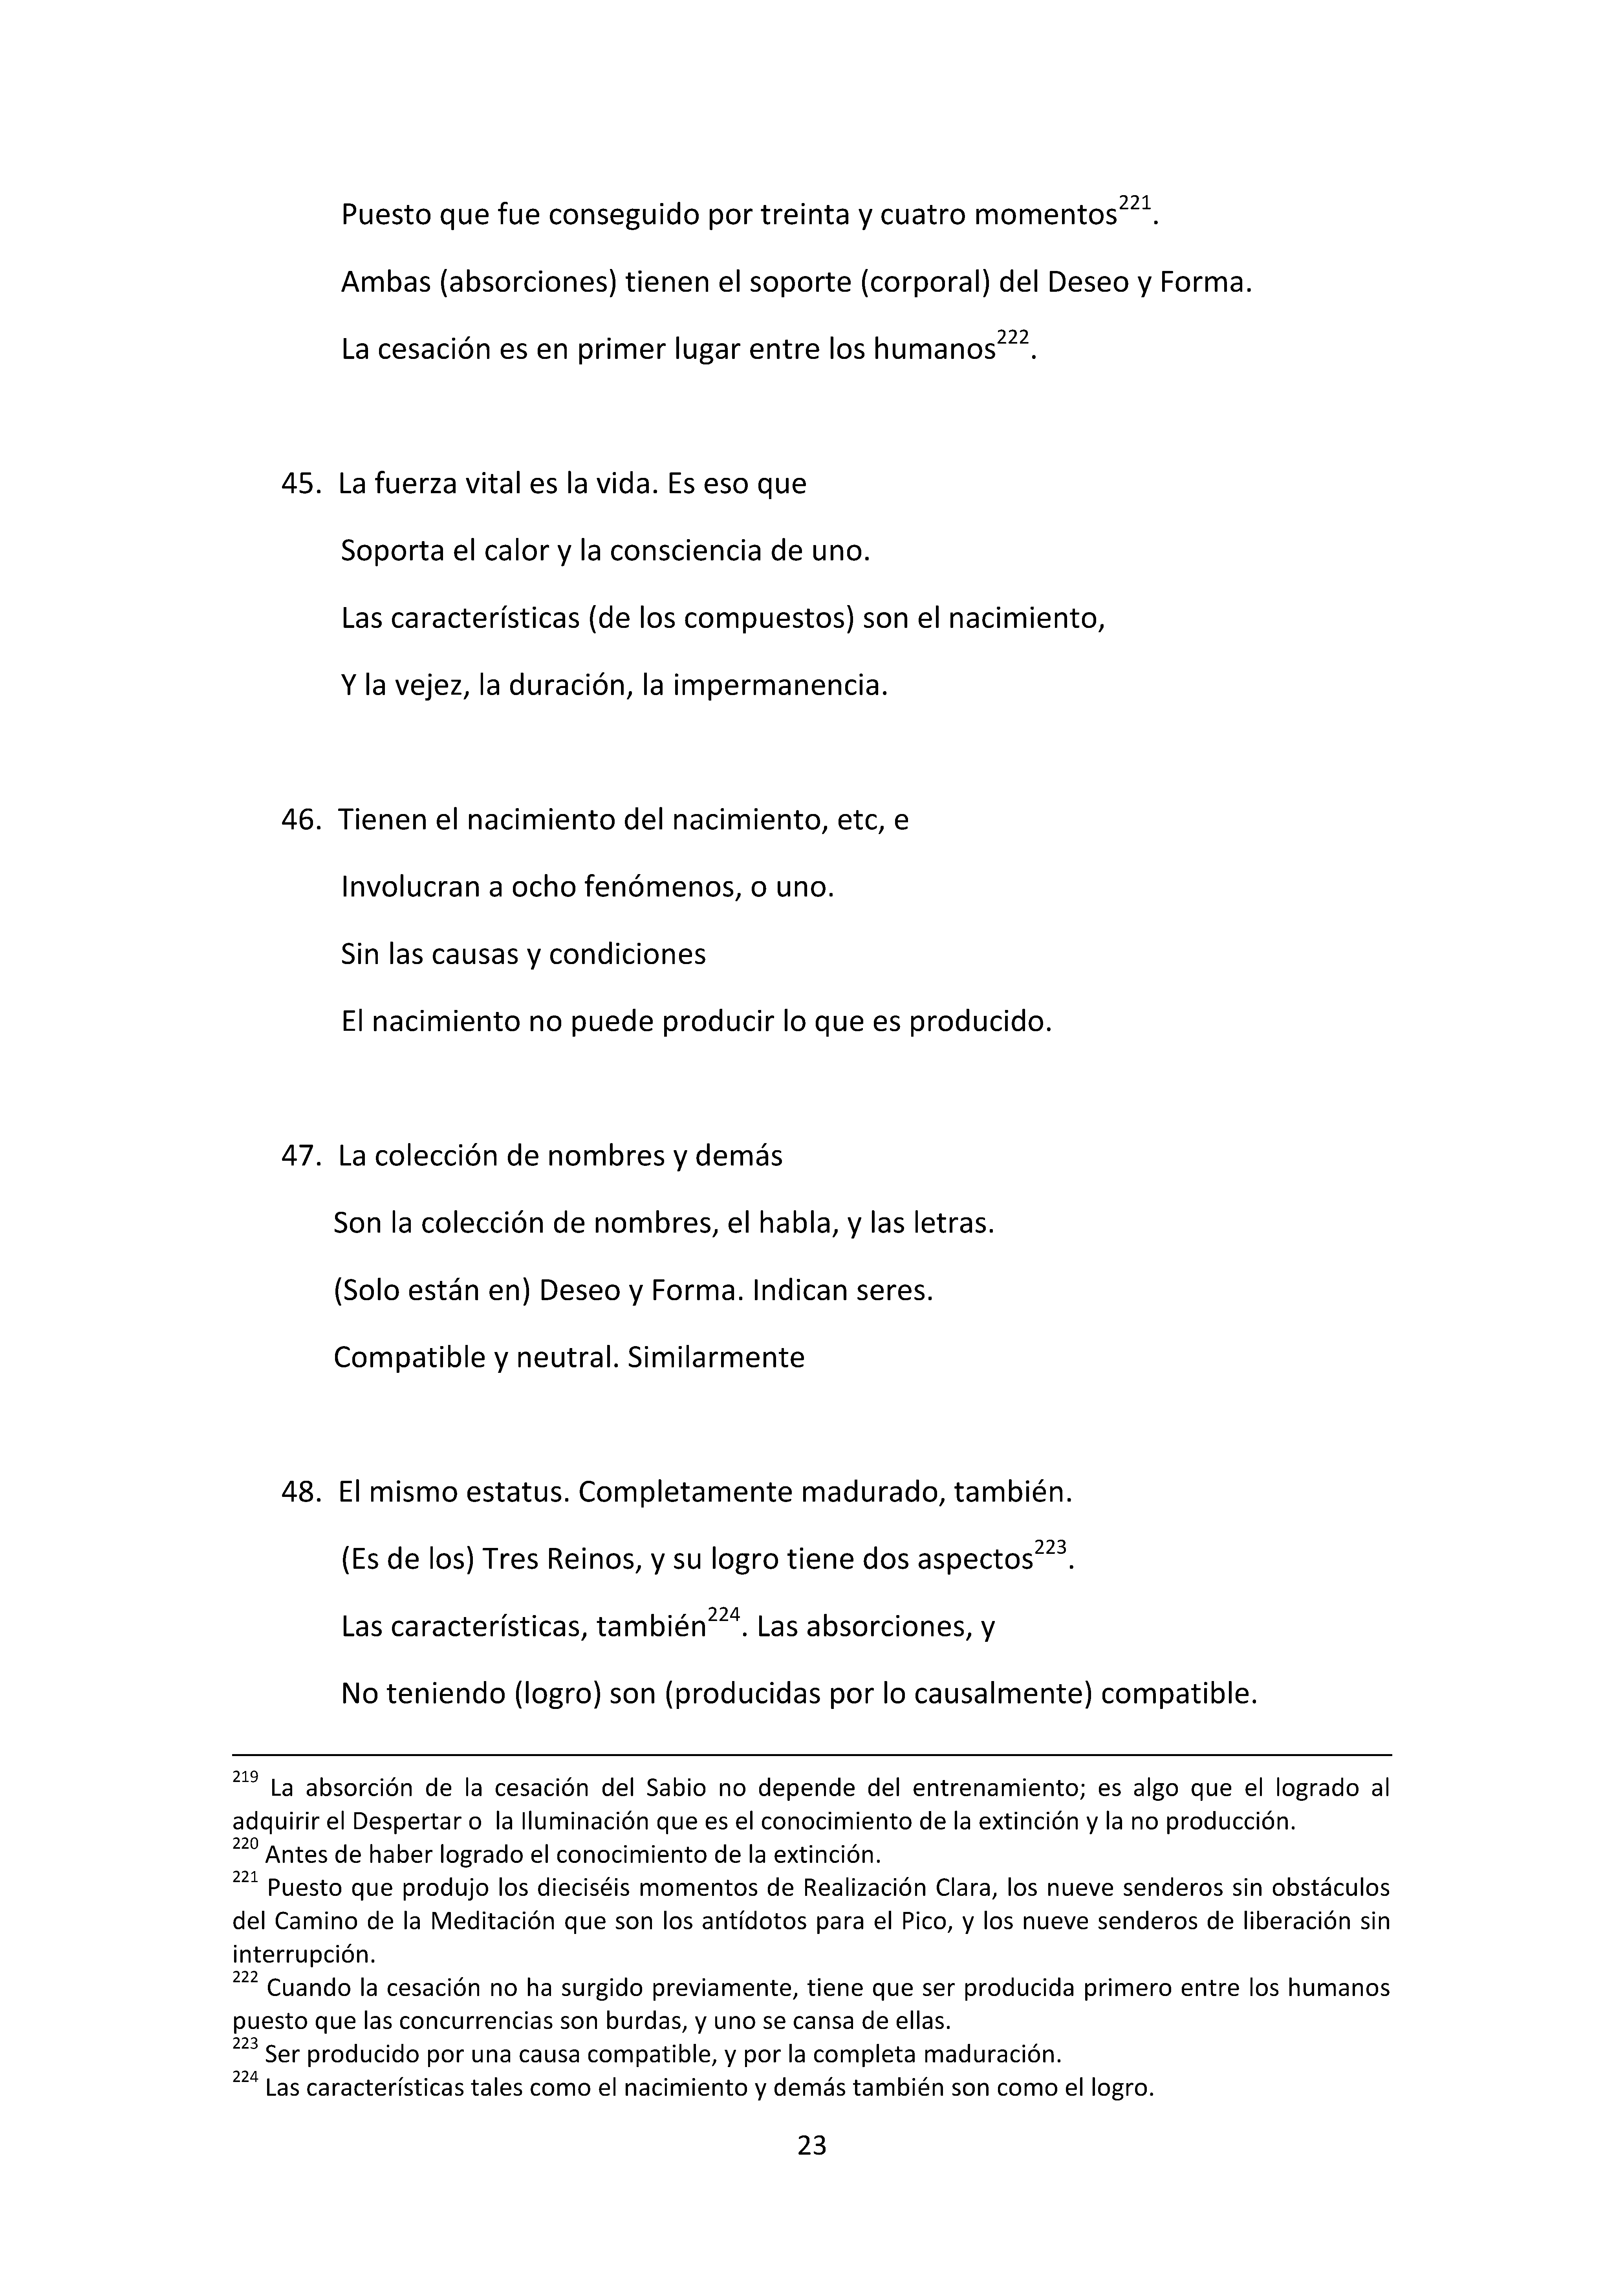 Puesto que fue conseguido por treinta y cuatro momentos221.
Ambas (absorciones) tienen el soporte (corporal) del Deseo y Forma.
La cesación es en primer lugar entre los humanos222.
45. La fuerza vital es la vida. Es eso que
Soporta el calor y la consciencia de uno.
Las características (de los compuestos) son el nacimiento,
Y la vejez, la duración, la impermanencia.
46. Tienen el nacimiento del nacimiento, etc, e
Involucran a ocho fenómenos, o uno.
Sin las causas y condiciones
El nacimiento no puede producir lo que es producido.
47. La colección de nombres y demás
Son la colección de nombres, el habla, y las letras.
(Solo están en) Deseo y Forma. Indican seres.
Compatible y neutral. Similarmente
48. El mismo estatus. Completamente madurado, también.
(Es de los) Tres Reinos, y su logro tiene dos aspectos223.
Las características, también224. Las absorciones, y
No teniendo (logro) son (producidas por lo causalmente) compatible.
219 La absorción de la cesación del Sabio no depende del entrenamiento; es algo que el logrado al
adquirir el Despertar o la Iluminación que es el conocimiento de la extinción y la no producción.
220 Antes de haber logrado el conocimiento de la extinción.
221 Puesto que produjo los dieciséis momentos de Realización Clara, los nueve senderos sin obstáculos
del Camino de la Meditación que son los antídotos para el Pico, y los nueve senderos de liberación sin
interrupción.
222 Cuando la cesación no ha surgido previamente, tiene que ser producida primero entre los humanos
puesto que las concurrencias son burdas, y uno se cansa de ellas.
223 Ser producido por una causa compatible, y por la completa maduración.
224 Las características tales como el nacimiento y demás también son como el logro.
23